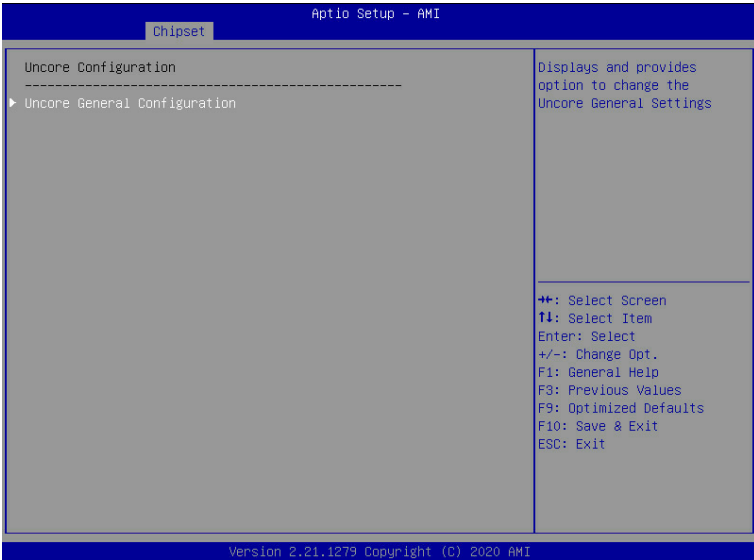 Aptio Setup – AMI
Chipset
Uncore Configuration
--------------------------------------------------
Uncore General Configuration
Displays and provides
option to change the
Uncore General Settings
→←: Select Screen
↑↓: Select Item
Enter: Select
+/-: Change Opt.
F1: General Help
F3: Previous Values
F9: Optimized Defaults
F10: Save & Exit
ESC: Exit
Version 2.21.1279 Copyright (C) 2020 AMI